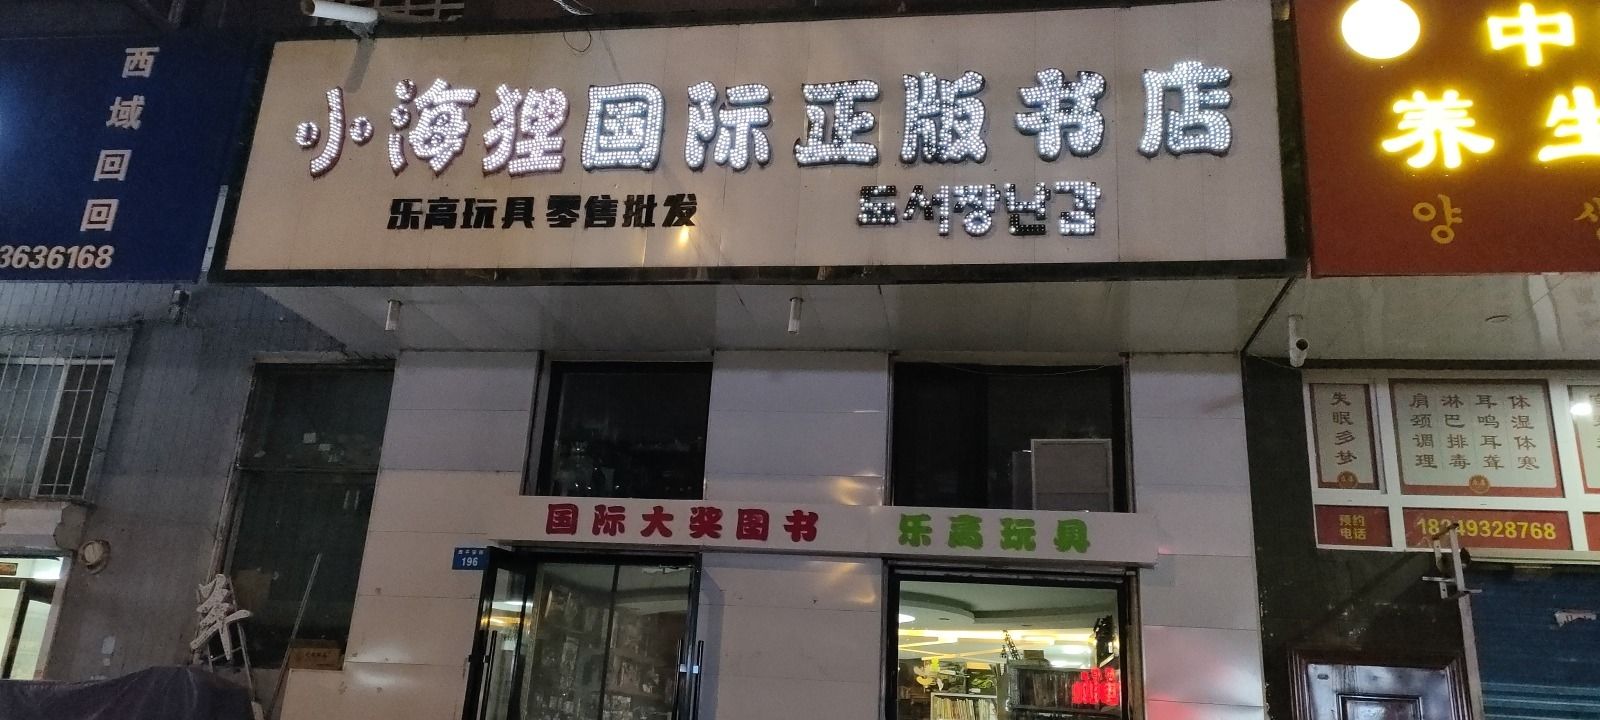 西域回回
3636168
小海狸国际正版书店
乐高玩具 零售批发
도서장난감
中
养生
양생
国际大奖图书 乐高玩具
196
失眠多梦
肩颈调理
淋巴排毒
耳鸣耳聋
体湿体寒
预约电话
18249328768